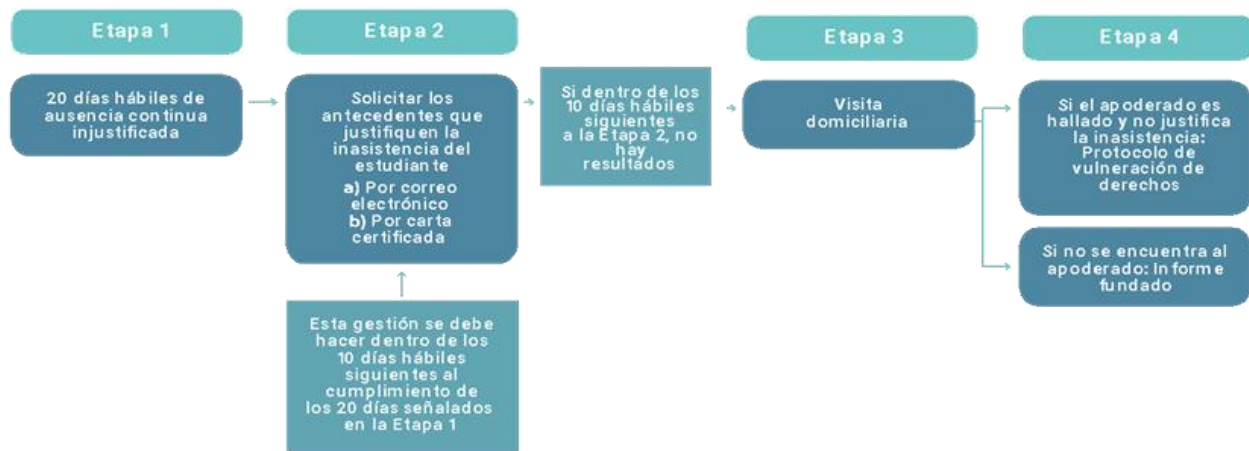 Etapa 1
20 días hábiles de
ausencia continua
injustificada
Etapa 2
Solicitar los
antecedentes que
justifiquen la
inasistencia del
estudiante
a) Por correo
electrónico
b) Por carta
certificada
Esta gestión se debe
hacer dentro de los
10 días hábiles
siguientes al
cumplimiento de
los 20 días señalados
en la Etapa 1
Si dentro de los
10 días hábiles
siguientes
a la Etapa 2, no
hay
resultados
Etapa 3
Visita
domiciliaria
Etapa 4
Si el apoderado es
hallado y no justifica
la inasistencia:
Protocolo de
vulneración de
derechos
Si no se encuentra al
apoderado: Informe
fundado